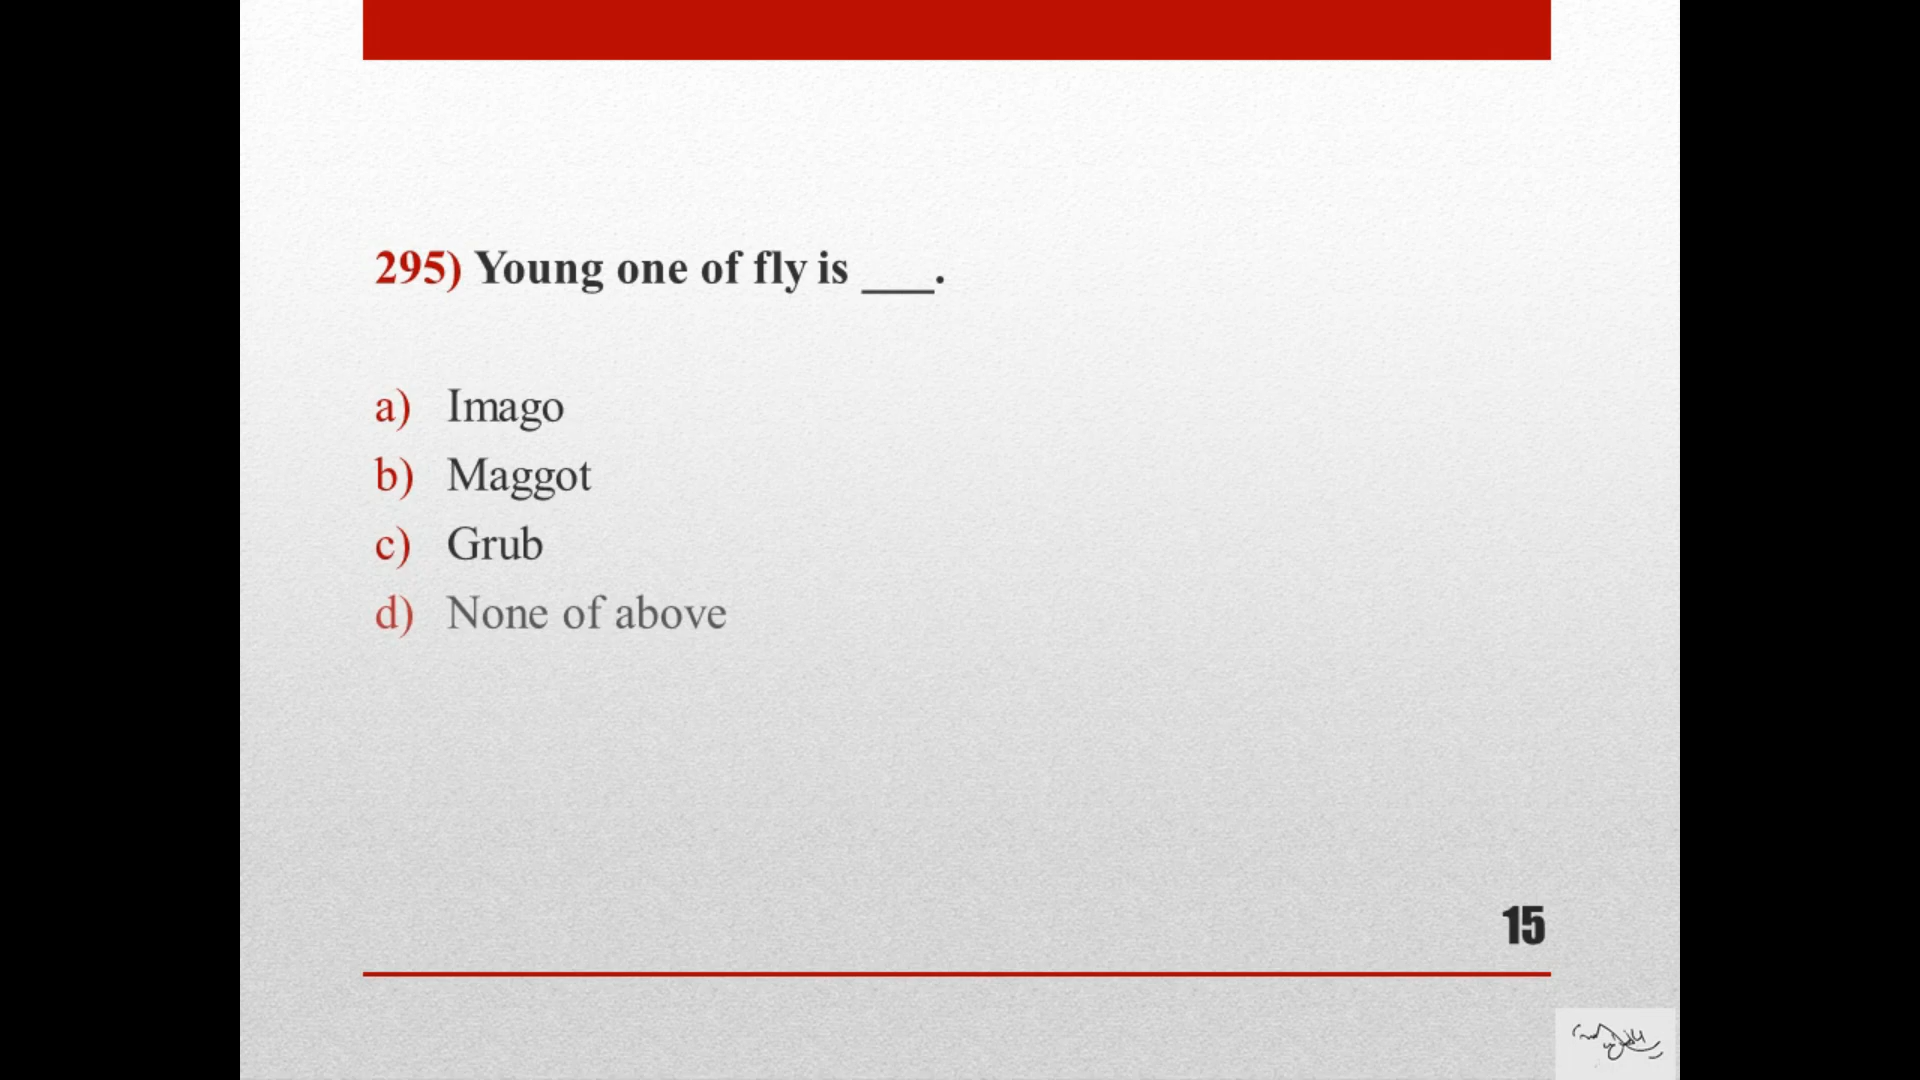 295) Young one of fly is ___.
a) Imago
b) Maggot
c) Grub
d) None of above
15